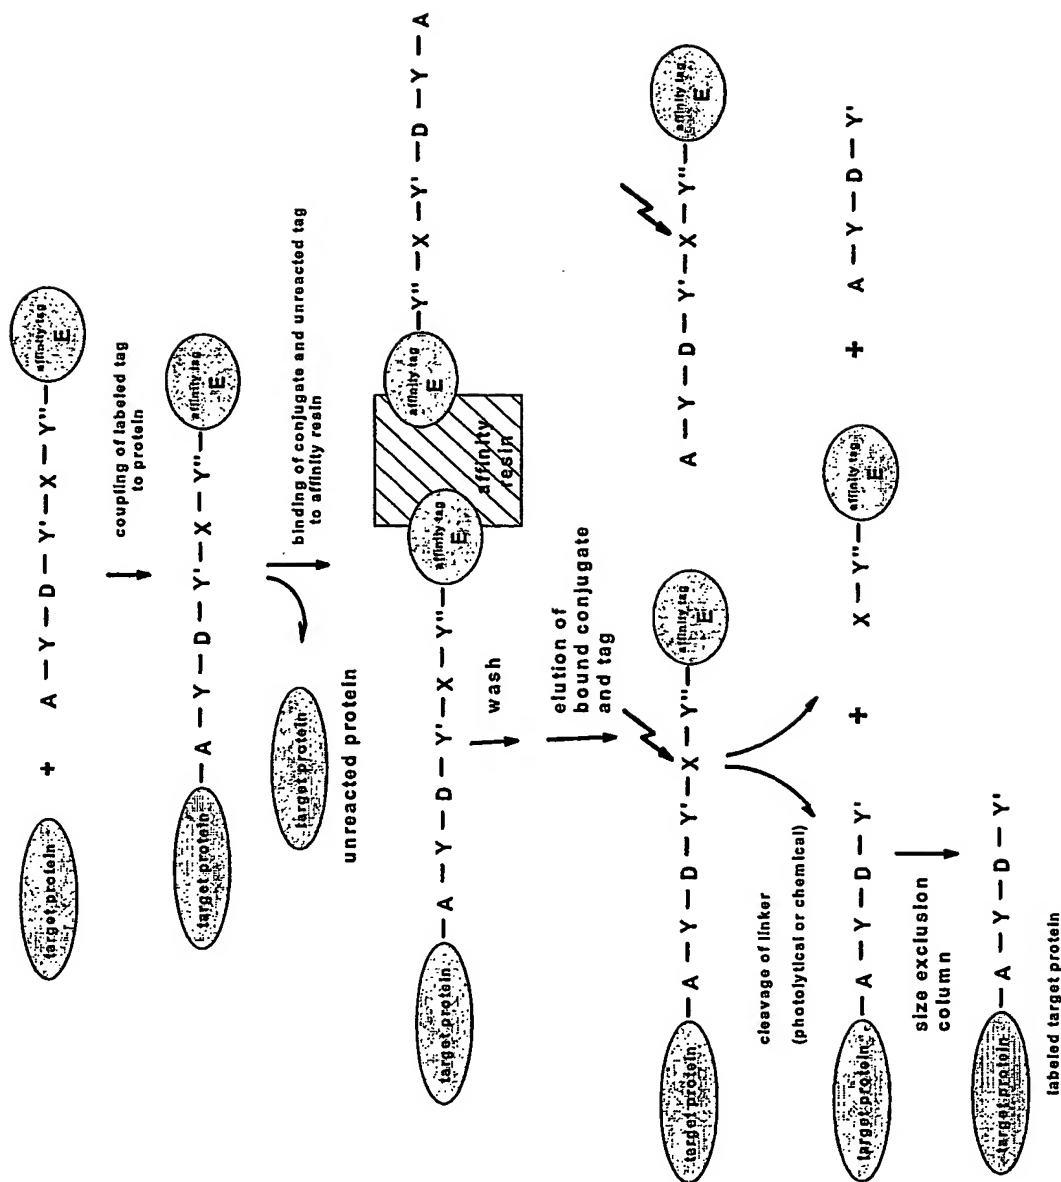 target protein + A — Y — D — Y' — X — Y'' — affinity tag E
coupling of labeled tag
to protein
target protein — A — Y — D — Y' — X — Y'' — affinity tag E
binding of conjugate and unreacted tag
to affinity resin
target protein
unreacted protein
target protein — A — Y — D — Y' — X — Y'' — affinity tag E
affinity
resin
affinity tag E — Y'' — X — Y' — D — Y — A
wash
elution of
bound conjugate
and tag
target protein — A — Y — D — Y' — X — Y'' — affinity tag E
A — Y — D — Y' — X — Y'' — affinity tag E
cleavage of linker
(photolytical or chemical)
target protein — A — Y — D — Y' + X — Y'' — affinity tag E + A — Y — D — Y'
size exclusion
column
target protein — A — Y — D — Y'
labeled target protein